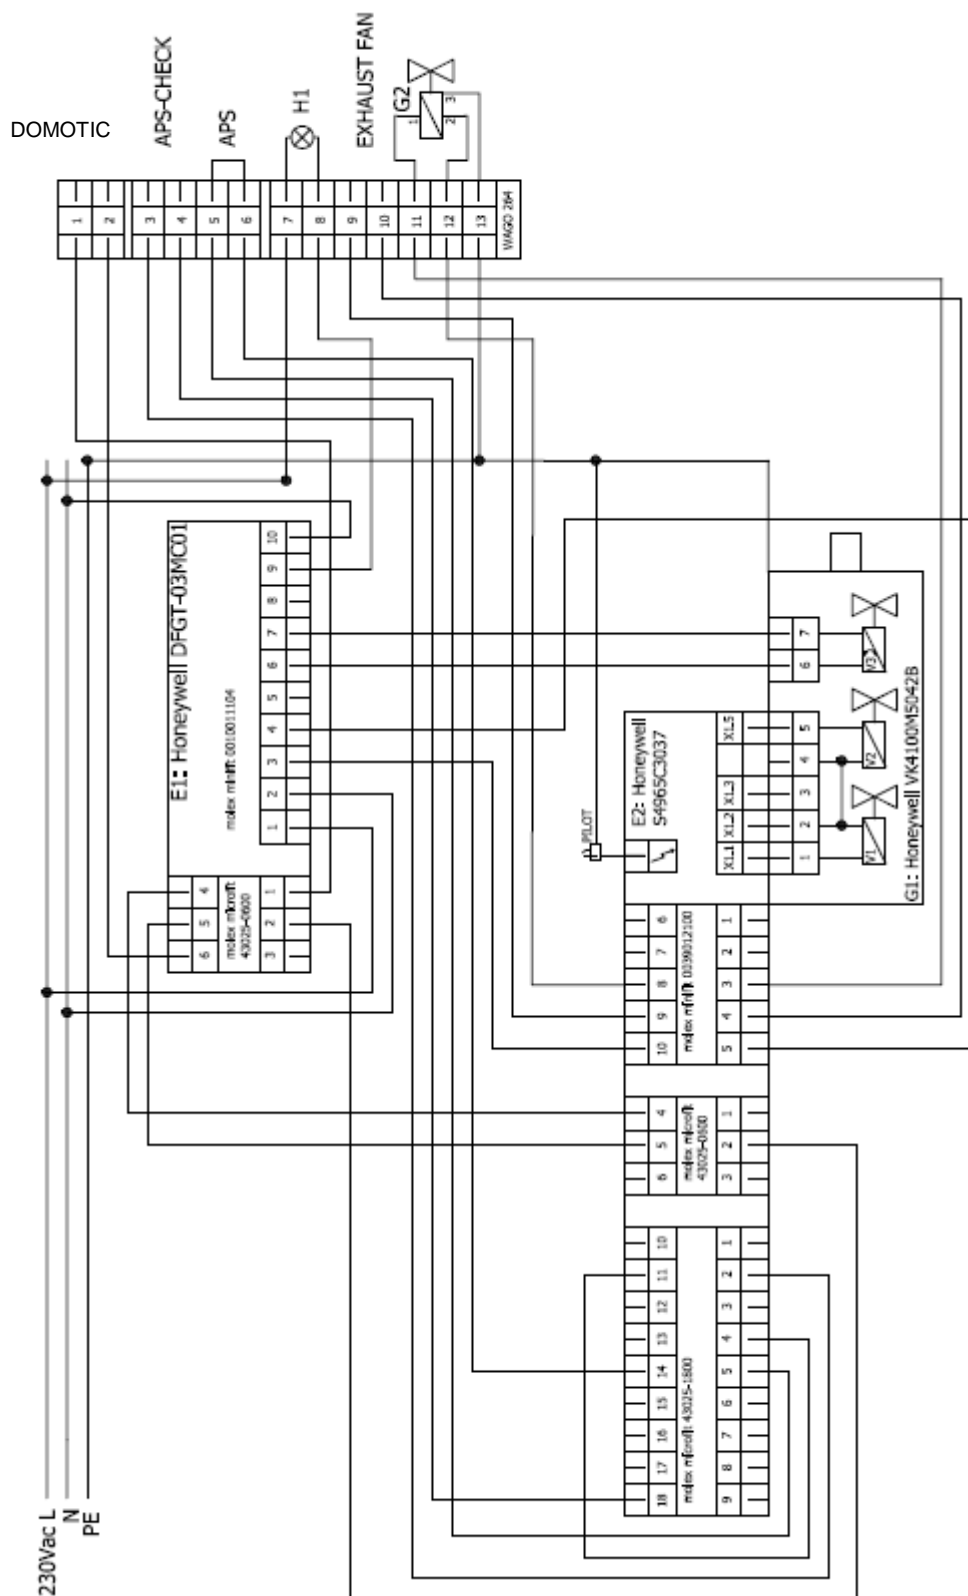 DOMOTIC
APS-CHECK
APS
H1
EXHAUST FAN
G2
1
2
3
1
2
3
4
5
6
7
8
9
10
11
12
13
WAGO 264
E1: Honeywell DFGT-03MC01
molex minifit 0010011104
1
2
3
4
5
6
7
8
9
10
4
5
6
molex microfit
43025-0600
1
2
3
PILOT
E2: Honeywell
S4965C3037
XL1
XL2
XL3
XL5
1
2
3
4
5
6
7
V1
V2
V3
G1: Honeywell VK4100M5042B
6
7
8
9
10
molex minifit 0039012100
1
2
3
4
5
4
5
6
molex microfit
43025-0600
1
2
3
10
11
12
13
14
15
16
17
18
molex microfit 43025-1800
1
2
3
4
5
6
7
8
9
230Vac L
N
PE